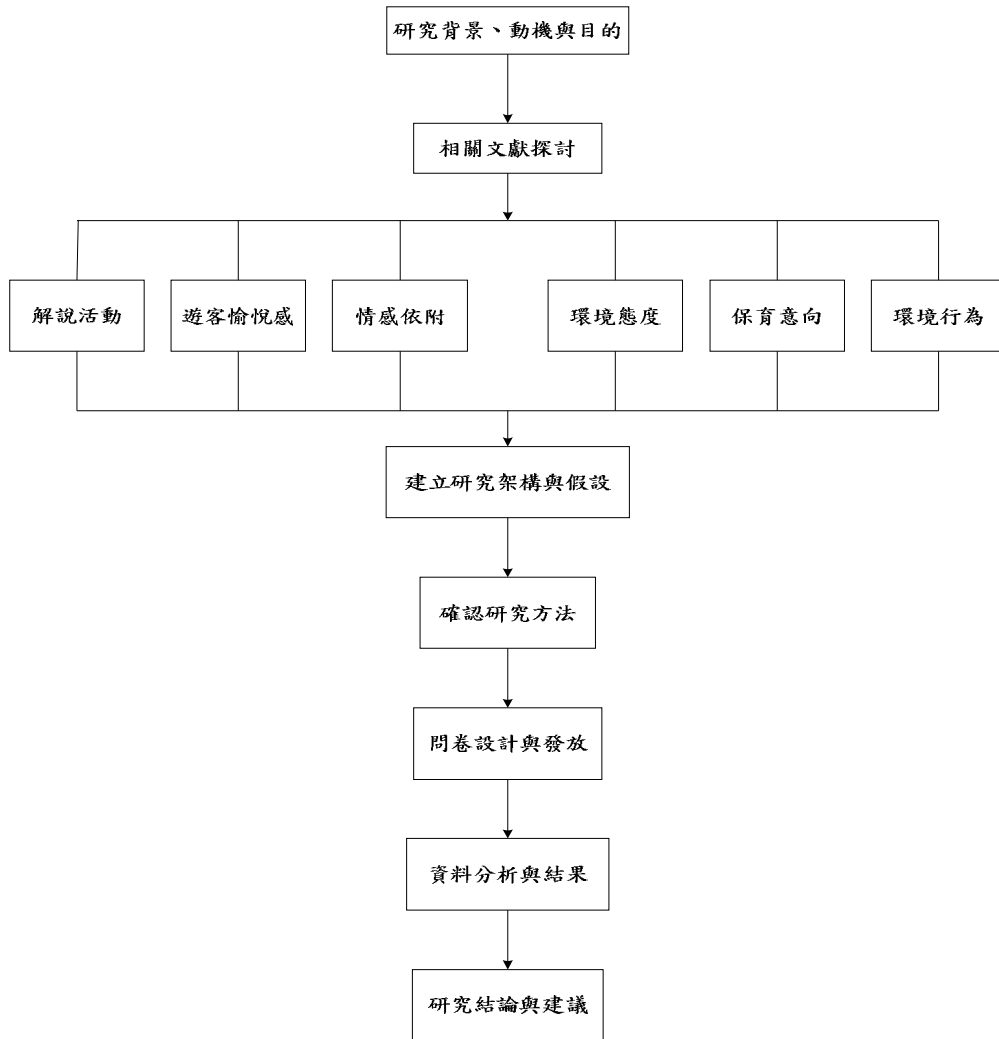 研究背景、動機與目的
相關文獻探討
解說活動
遊客愉悅感
情感依附
環境態度
保育意向
環境行為
建立研究架構與假設
確認研究方法
問卷設計與發放
資料分析與結果
研究結論與建議